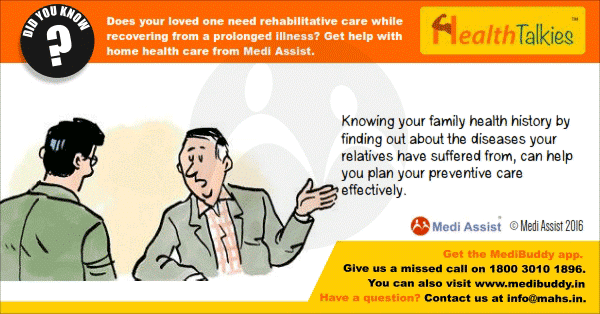 DID YOU KNOW
?
Does your loved one need rehabilitative care while
recovering from a prolonged illness? Get help with
home health care from Medi Assist.
HealthTalkies™
Knowing your family health history by
finding out about the diseases your
relatives have suffered from, can help
you plan your preventive care
effectively.
Medi Assist® © Medi Assist 2016
Get the MediBuddy app.
Give us a missed call on 1800 3010 1896.
You can also visit www.medibuddy.in
Have a question? Contact us at info@mahs.in.